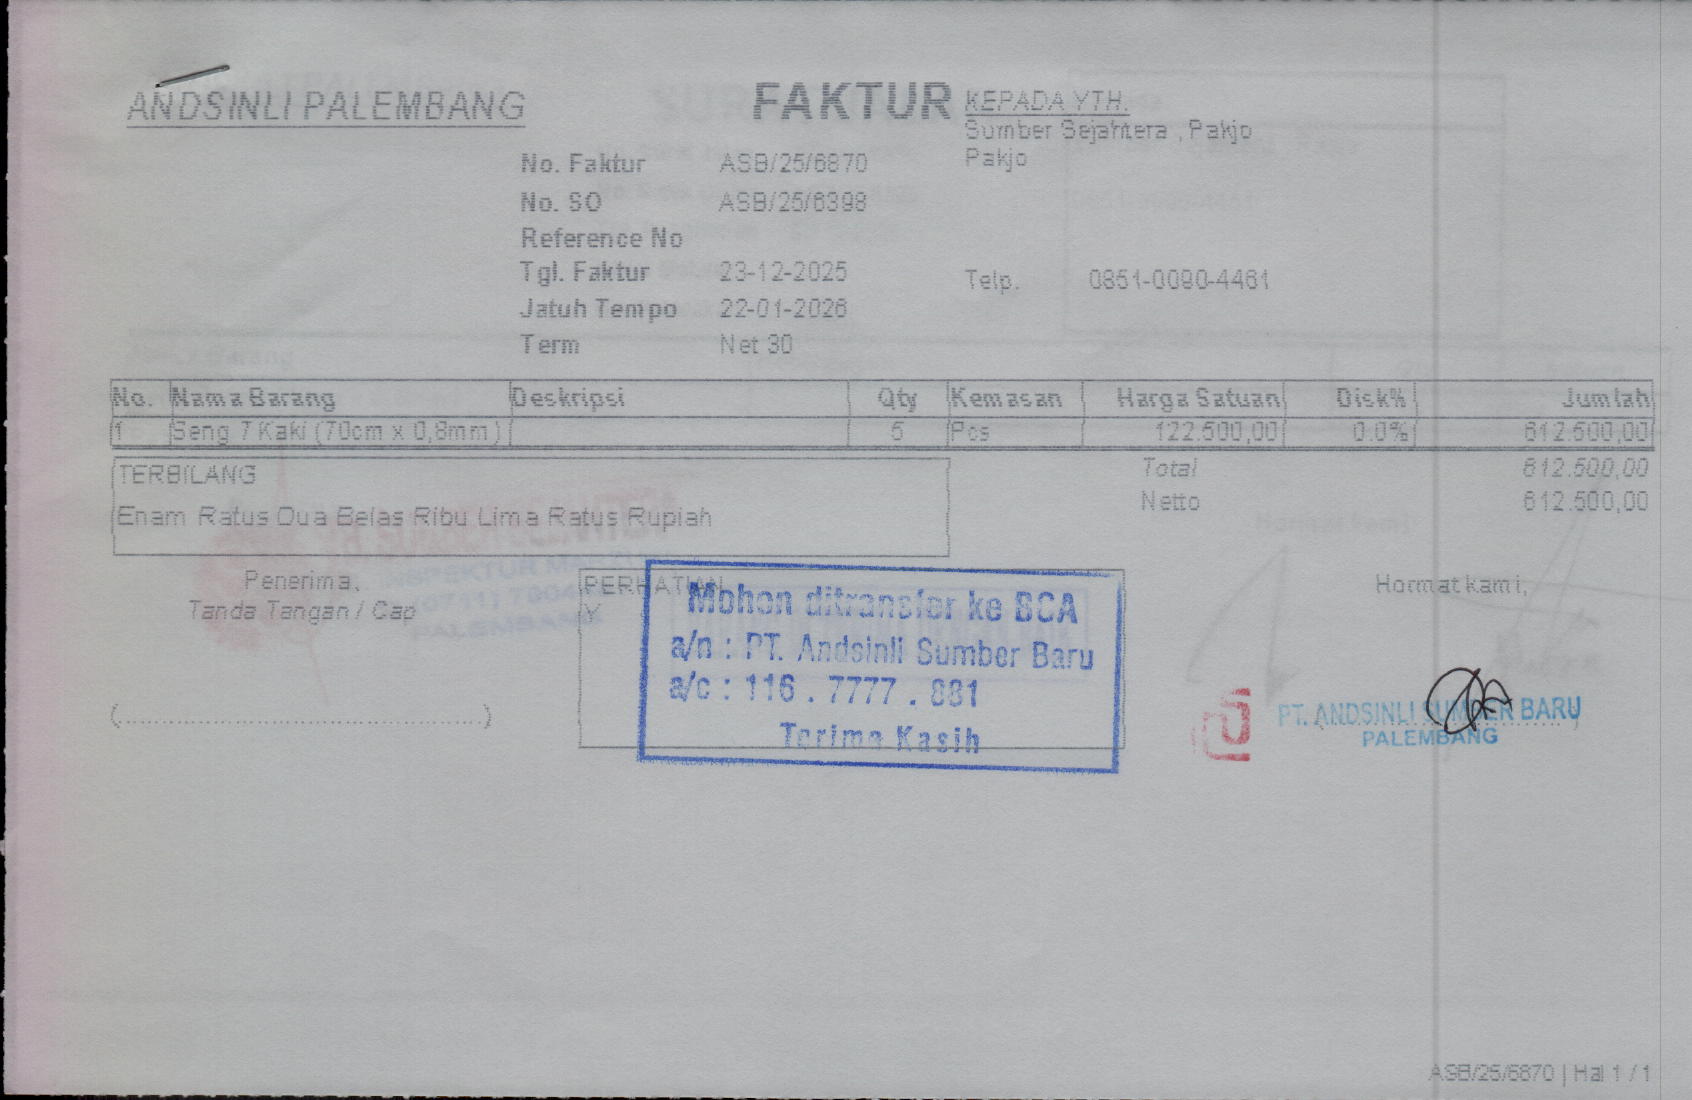 ANDSINLI PALEMBANG
FAKTUR
KEPADA YTH.
Sumber Sejahtera , Pakjo
Pakjo
No. Faktur ASB/25/6870
No. SO ASB/25/6398
Reference No
Tgl. Faktur 23-12-2025
Jatuh Tempo 22-01-2026
Term Net 30
Telp. 0851-0090-4461
No. Nama Barang Deskripsi Qty Kemasan Harga Satuan Disk% Jumlah
1 Seng 7 Kaki (70cm x 0,8mm) 5 Pcs 122.500,00 0.0% 612.500,00
TERBILANG
Enam Ratus Dua Belas Ribu Lima Ratus Rupiah
Total 612.500,00
Netto 612.500,00
Penerima,
Tanda Tangan / Cap
(................................................)
PERHATIAN
Y
Mohon ditransfer ke BCA
a/n : PT. Andsinli Sumber Baru
a/c : 116 . 7777 . 881
Terima Kasih
Hormat kami,
PT. ANDSINLI SUMBER BARU
PALEMBANG
ASB/25/6870 | Hal 1 / 1